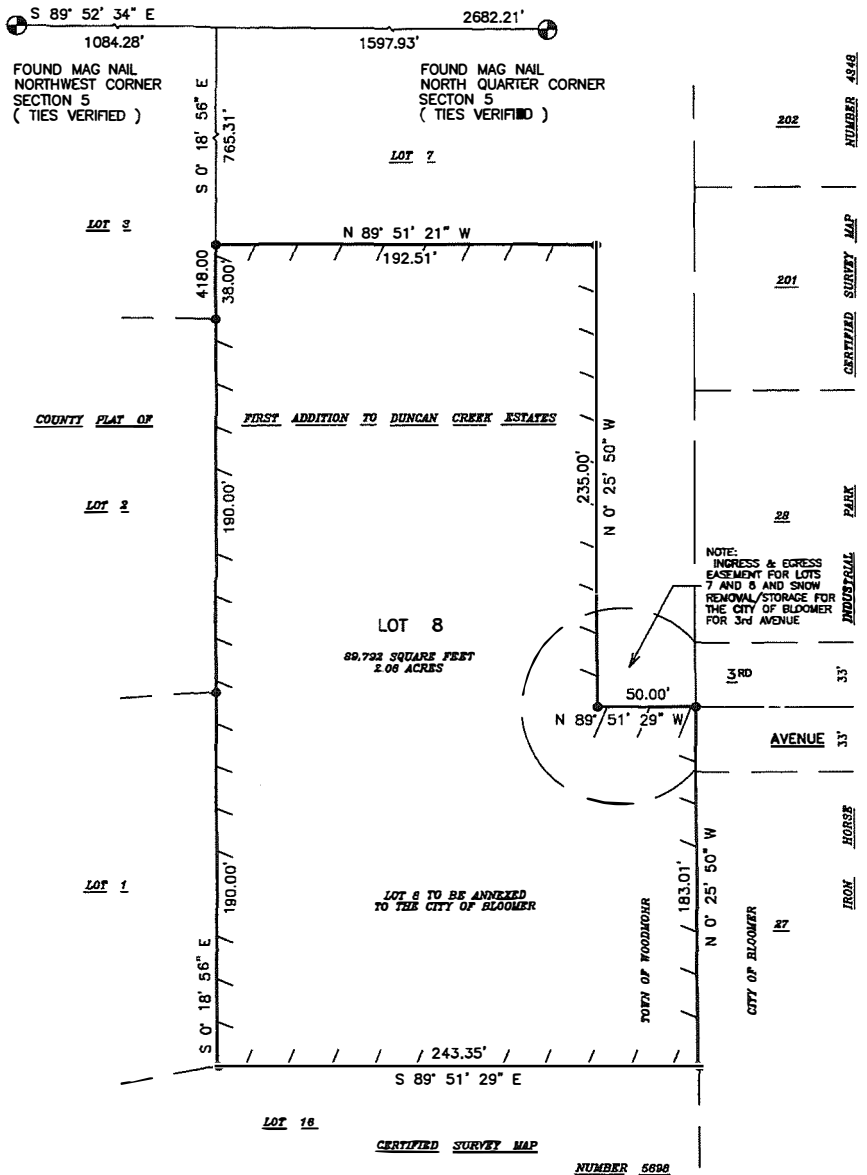 S 89° 52' 34" E
2682.21'
1084.28'
1597.93'
FOUND MAG NAIL
NORTHWEST CORNER
SECTION 5
( TIES VERIFIED )
FOUND MAG NAIL
NORTH QUARTER CORNER
SECTON 5
( TIES VERIFIED )
S 0° 18' 56" E
765.31'
LOT 7
LOT 3
202
NUMBER 4948
N 89° 51' 21" W
192.51'
418.00
38.00'
201
CERTIFIED SURVEY MAP
COUNTY PLAT OF
FIRST ADDITION TO DUNCAN CREEK ESTATES
LOT 2
190.00'
235.00'
N 0° 25' 50" W
28
INDUSTRIAL PARK
NOTE:
INGRESS & EGRESS
EASEMENT FOR LOTS
7 AND 8 AND SNOW
REMOVAL/STORAGE FOR
THE CITY OF BLOOMER
FOR 3rd AVENUE
LOT 8
89,792 SQUARE FEET
2.06 ACRES
3RD
33'
50.00'
N 89° 51' 29" W
AVENUE
33'
LOT 1
190.00'
S 0° 18' 56" E
LOT 8 TO BE ANNEXED
TO THE CITY OF BLOOMER
TOWN OF WOODMOHR
183.01'
N 0° 25' 50" W
CITY OF BLOOMER
27
IRON HORSE
243.35'
S 89° 51' 29" E
LOT 16
CERTIFIED SURVEY MAP
NUMBER 5698